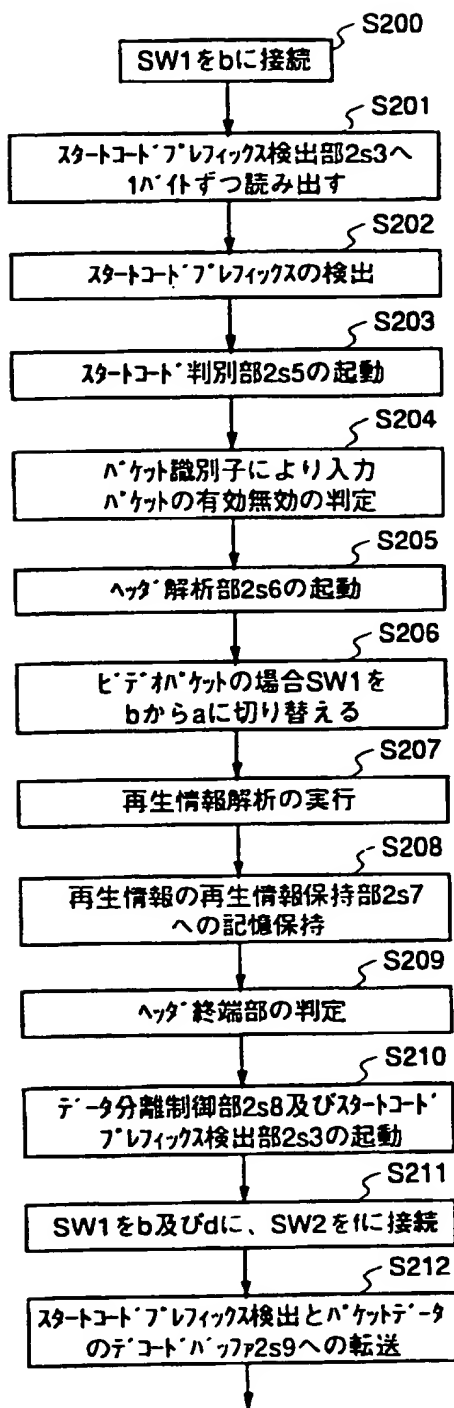 S200
SW1をbに接続
S201
スタートコードプレフィックス検出部2s3へ
1バイトずつ読み出す
S202
スタートコードプレフィックスの検出
S203
スタートコード判別部2s5の起動
S204
パケット識別子により入力
パケットの有効無効の判定
S205
ヘッダ解析部2s6の起動
S206
ビデオパケットの場合SW1を
bからaに切り替える
S207
再生情報解析の実行
S208
再生情報の再生情報保持部2s7
への記憶保持
S209
ヘッダ終端部の判定
S210
データ分離制御部2s8及びスタートコード
プレフィックス検出部2s3の起動
S211
SW1をb及びdに、SW2をfに接続
S212
スタートコードプレフィックス検出とパケットデータ
のデコードバッファ2s9への転送